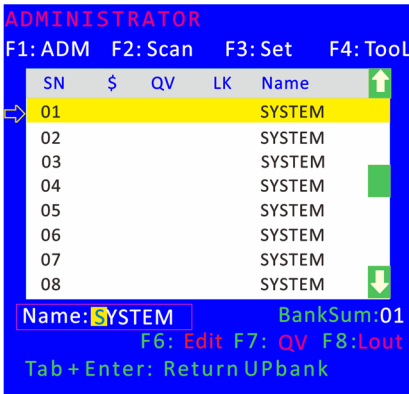 ADMINISTRATOR
F1: ADM F2: Scan F3: Set F4: TooL
SN $ QV LK Name
01 SYSTEM
02 SYSTEM
03 SYSTEM
04 SYSTEM
05 SYSTEM
06 SYSTEM
07 SYSTEM
08 SYSTEM
Name: SYSTEM BankSum:01
F6: Edit F7: QV F8:Lout
Tab+Enter: Return UPbank